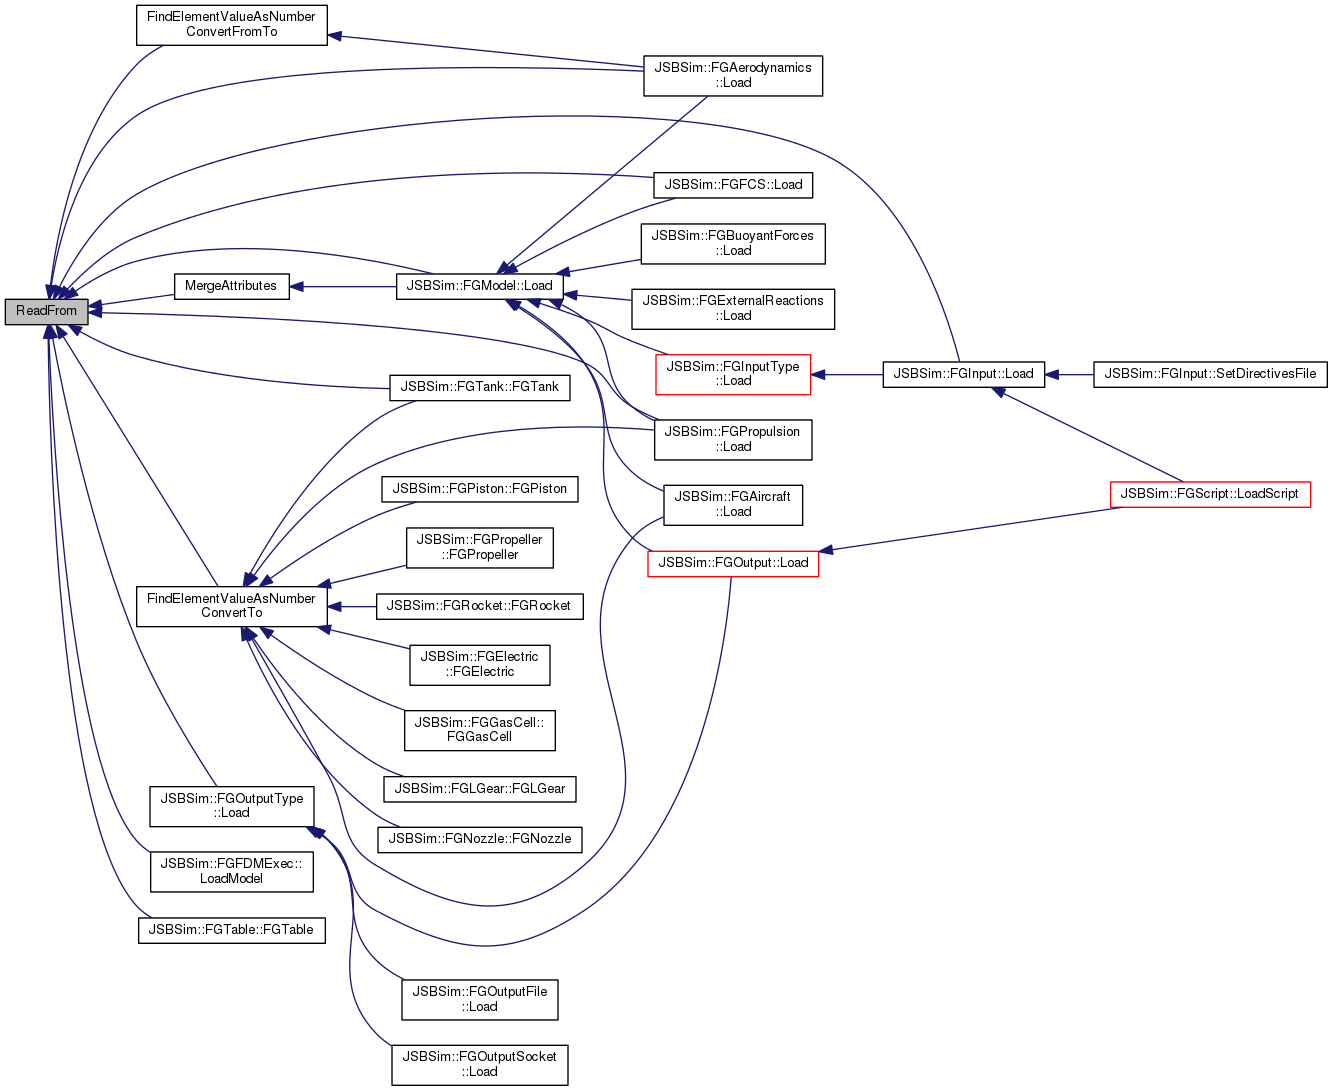 FindElementValueAsNumber
ConvertFromTo
JSBSim::FGAerodynamics
::Load
JSBSim::FGFCS::Load
JSBSim::FGBuoyantForces
::Load
MergeAttributes
JSBSim::FGModel::Load
JSBSim::FGExternalReactions
::Load
ReadFrom
JSBSim::FGInputType
::Load
JSBSim::FGInput::Load
JSBSim::FGInput::SetDirectivesFile
JSBSim::FGTank::FGTank
JSBSim::FGPropulsion
::Load
JSBSim::FGPiston::FGPiston
JSBSim::FGAircraft
::Load
JSBSim::FGScript::LoadScript
JSBSim::FGPropeller
::FGPropeller
JSBSim::FGOutput::Load
FindElementValueAsNumber
ConvertTo
JSBSim::FGRocket::FGRocket
JSBSim::FGElectric
::FGElectric
JSBSim::FGGasCell::
FGGasCell
JSBSim::FGLGear::FGLGear
JSBSim::FGOutputType
::Load
JSBSim::FGNozzle::FGNozzle
JSBSim::FGFDMExec::
LoadModel
JSBSim::FGTable::FGTable
JSBSim::FGOutputFile
::Load
JSBSim::FGOutputSocket
::Load